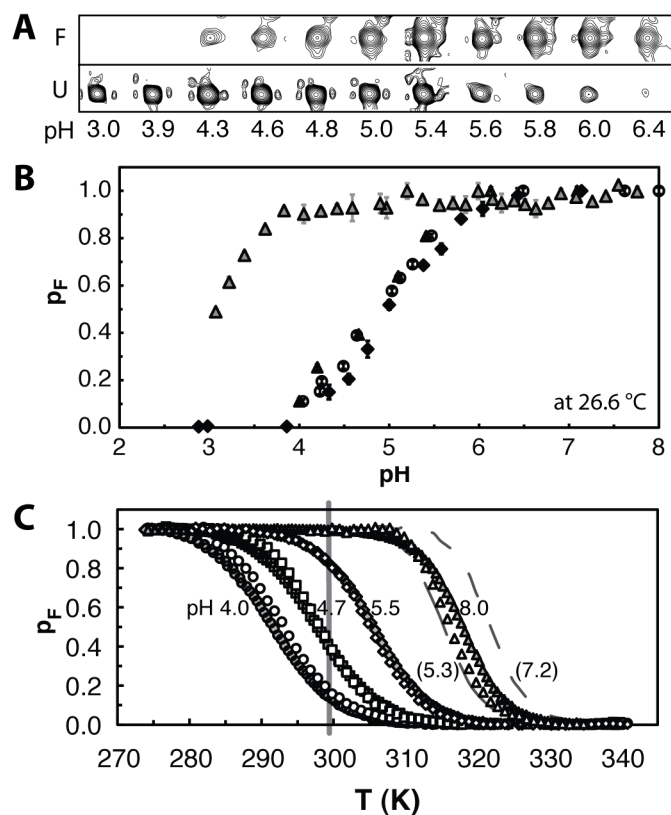 A
F
U
pH 3.0 3.9 4.3 4.6 4.8 5.0 5.4 5.6 5.8 6.0 6.4
B
1.0
0.8
0.6
0.4
0.2
0.0
pF
at 26.6 °C
2 3 4 5 6 7 8
pH
C
1.0
0.8
0.6
0.4
0.2
0.0
pF
pH 4.0 4.7 5.5 8.0
(5.3) (7.2)
270 280 290 300 310 320 330 340
T (K)